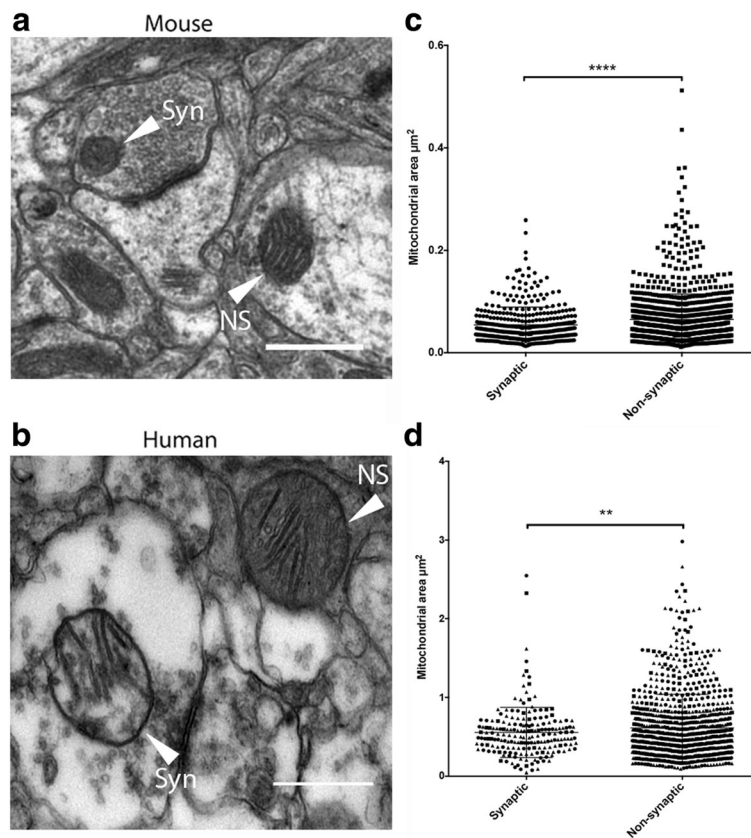 a
Mouse
Syn
NS
b
Human
NS
Syn
c
Mitochondrial area µm²
0.6
0.4
0.2
0.0
****
Synaptic
Non-synaptic
d
Mitochondrial area µm²
4
3
2
1
0
**
Synaptic
Non-synaptic